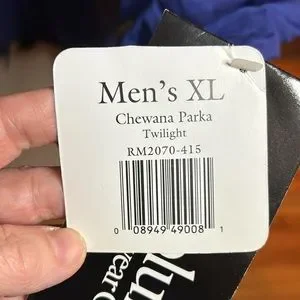 Men's XL
Chewana Parka
Twilight
RM2070-415
0 08949 49008 1